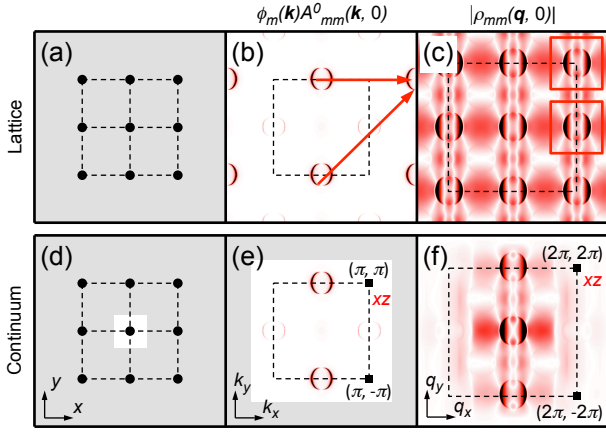 ϕm(k)A⁰mm(k, 0)
|ρmm(q, 0)|
Lattice
(a)
(b)
(c)
Continuum
(d)
y
x
(e)
(π, π)
xz
(π, -π)
ky
kx
(f)
(2π, 2π)
xz
(2π, -2π)
qy
qx